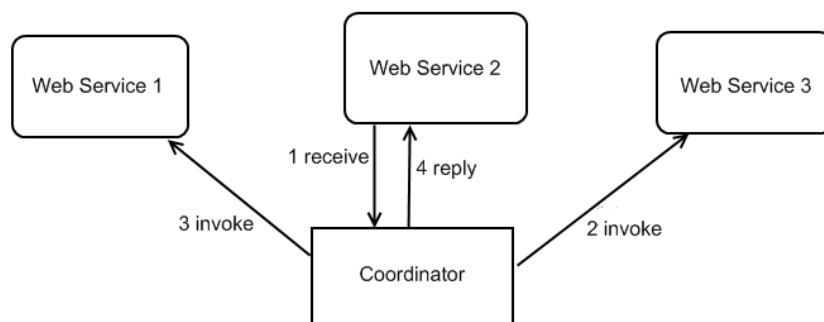 Web Service 1
Web Service 2
Web Service 3
1 receive
4 reply
3 invoke
2 invoke
Coordinator